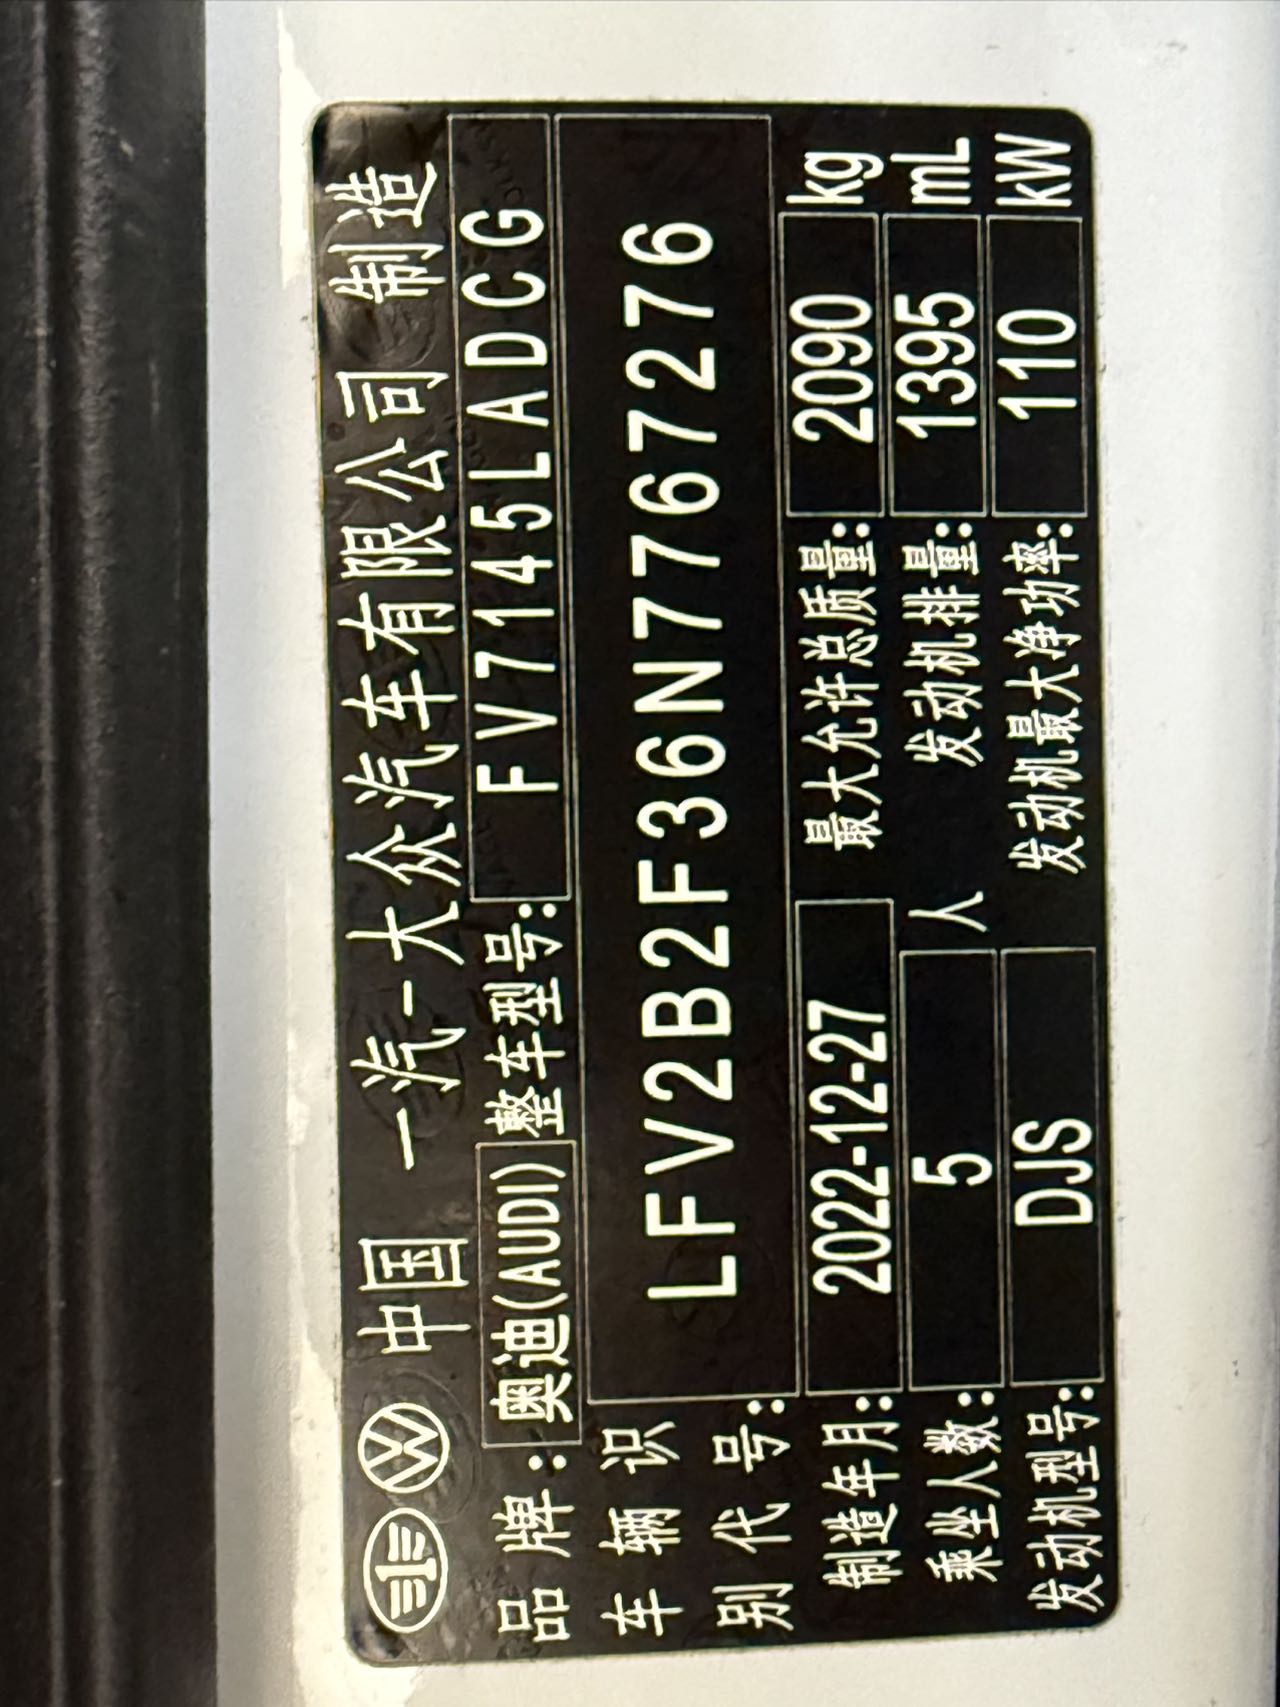 中国 一汽-大众汽车有限公司 制造
品牌: 奥迪(AUDI) 整车型号: FV7145LADCG
车辆识别代号: LFV2B2F36N7767276
制造年月: 2022-12-27 最大允许总质量: 2090 kg
乘坐人数: 5 人 发动机排量: 1395 mL
发动机型号: DJS 发动机最大净功率: 110 kW